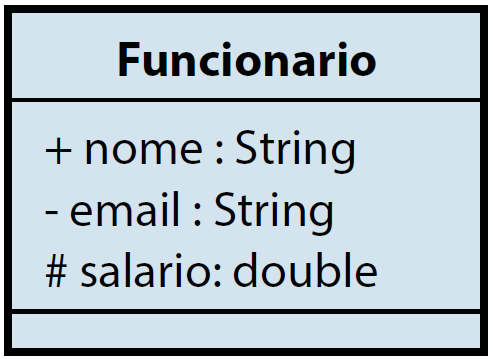 Funcionario
+ nome : String
- email : String
# salario: double